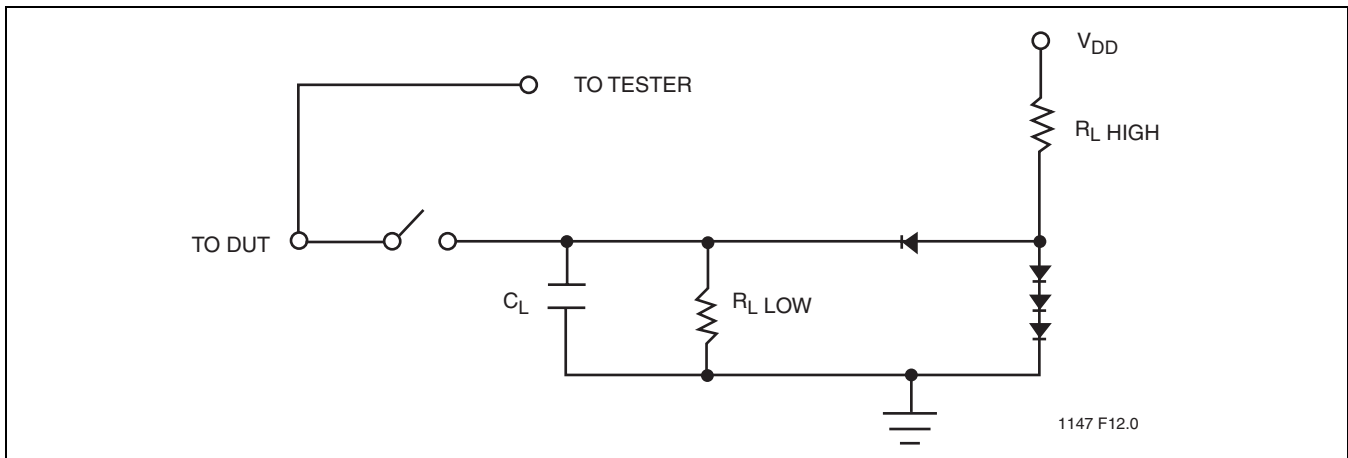 V_DD
TO TESTER
R_L HIGH
TO DUT
C_L
R_L LOW
1147 F12.0